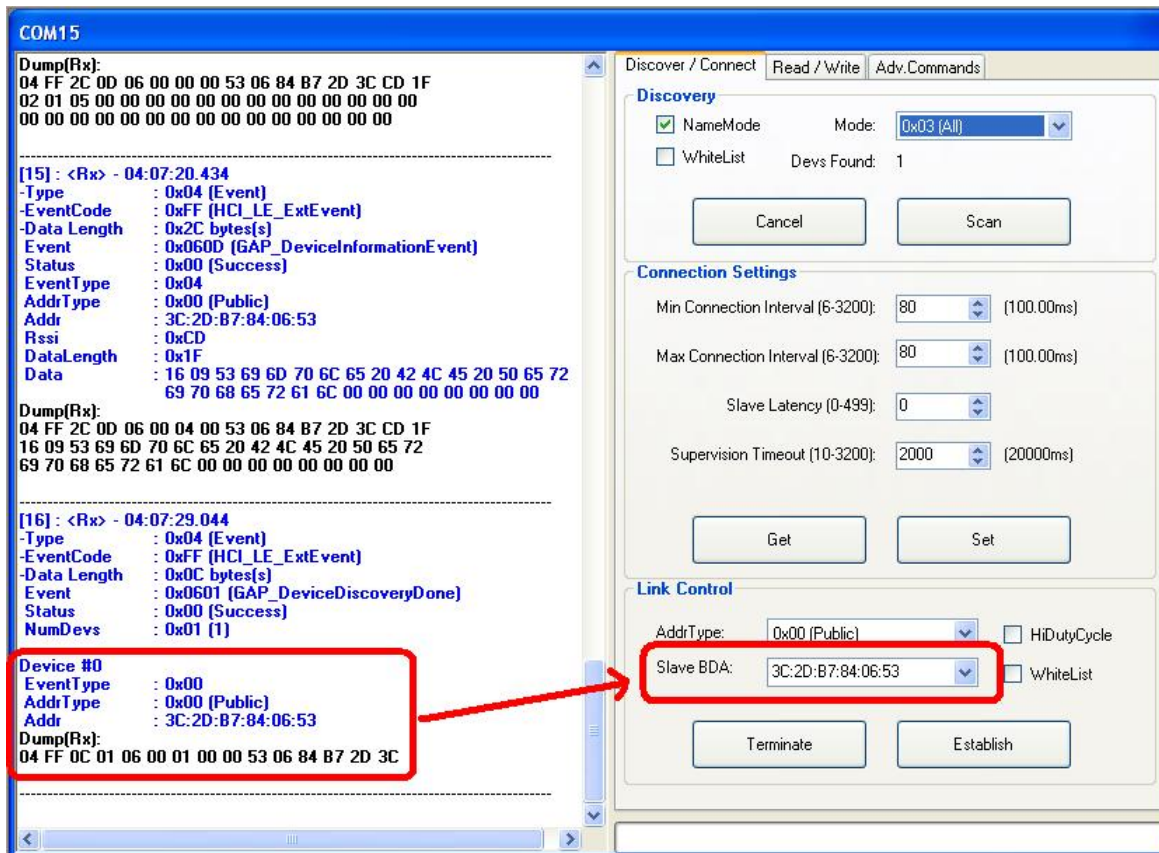 COM15
Dump(Rx):
04 FF 2C 0D 06 00 00 00 53 06 84 B7 2D 3C CD 1F
02 01 05 00 00 00 00 00 00 00 00 00 00 00 00 00
00 00 00 00 00 00 00 00 00 00 00 00 00 00 00
[15] : <Rx> - 04:07:20.434
-Type : 0x04 (Event)
-EventCode : 0xFF (HCI_LE_ExtEvent)
-Data Length : 0x2C bytes(s)
Event : 0x060D (GAP_DeviceInformationEvent)
Status : 0x00 (Success)
EventType : 0x04
AddrType : 0x00 (Public)
Addr : 3C:2D:B7:84:06:53
Rssi : 0xCD
DataLength : 0x1F
Data : 16 09 53 69 6D 70 6C 65 20 42 4C 45 20 50 65 72
69 70 68 65 72 61 6C 00 00 00 00 00 00 00 00
Dump(Rx):
04 FF 2C 0D 06 00 04 00 53 06 84 B7 2D 3C CD 1F
16 09 53 69 6D 70 6C 65 20 42 4C 45 20 50 65 72
69 70 68 65 72 61 6C 00 00 00 00 00 00 00 00
[16] : <Rx> - 04:07:29.044
-Type : 0x04 (Event)
-EventCode : 0xFF (HCI_LE_ExtEvent)
-Data Length : 0x0C bytes(s)
Event : 0x0601 (GAP_DeviceDiscoveryDone)
Status : 0x00 (Success)
NumDevs : 0x01 (1)
Device #0
EventType : 0x00
AddrType : 0x00 (Public)
Addr : 3C:2D:B7:84:06:53
Dump(Rx):
04 FF 0C 01 06 00 01 00 00 53 06 84 B7 2D 3C
Discover / Connect Read / Write Adv.Commands
Discovery
NameMode Mode: 0x03 (All)
WhiteList Devs Found: 1
Cancel Scan
Connection Settings
Min Connection Interval (6-3200): 80 (100.00ms)
Max Connection Interval (6-3200): 80 (100.00ms)
Slave Latency (0-499): 0
Supervision Timeout (10-3200): 2000 (20000ms)
Get Set
Link Control
AddrType: 0x00 (Public) HiDutyCycle
Slave BDA: 3C:2D:B7:84:06:53 WhiteList
Terminate Establish